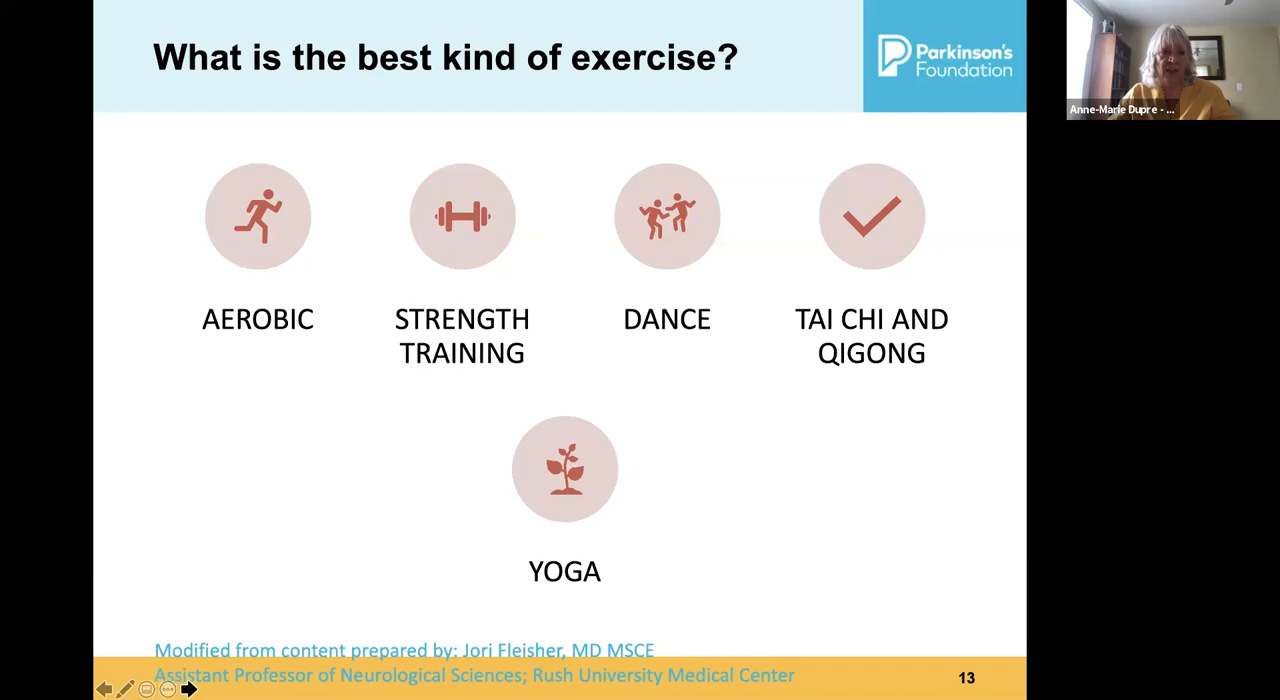 What is the best kind of exercise?
Parkinson's
Foundation
Anne-Marie Dupre - ...
AEROBIC
STRENGTH
TRAINING
DANCE
TAI CHI AND
QIGONG
YOGA
Modified from content prepared by: Jori Fleisher, MD MSCE
Assistant Professor of Neurological Sciences; Rush University Medical Center
13